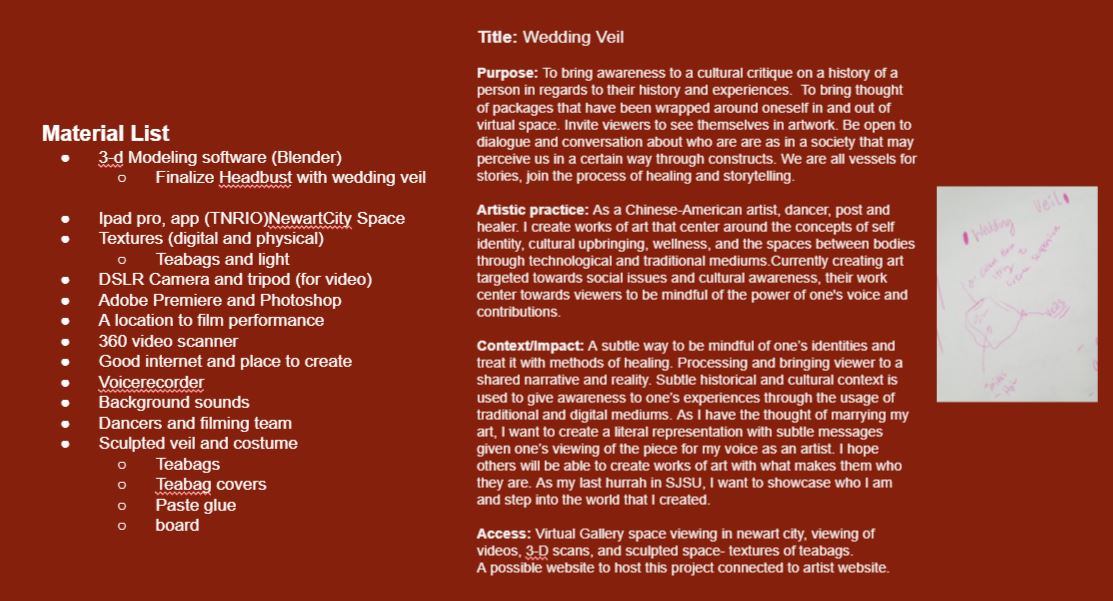 Material List
3-d Modeling software (Blender)
Finalize Headbust with wedding veil
Ipad pro, app (TNRIO)NewartCity Space
Textures (digital and physical)
Teabags and light
DSLR Camera and tripod (for video)
Adobe Premiere and Photoshop
A location to film performance
360 video scanner
Good internet and place to create
Voicerecorder
Background sounds
Dancers and filming team
Sculpted veil and costume
Teabags
Teabag covers
Paste glue
board
Title: Wedding Veil
Purpose: To bring awareness to a cultural critique on a history of a
person in regards to their history and experiences. To bring thought
of packages that have been wrapped around oneself in and out of
virtual space. Invite viewers to see themselves in artwork. Be open to
dialogue and conversation about who are are as in a society that may
perceive us in a certain way through constructs. We are all vessels for
stories, join the process of healing and storytelling.
Artistic practice: As a Chinese-American artist, dancer, post and
healer. I create works of art that center around the concepts of self
identity, cultural upbringing, wellness, and the spaces between bodies
through technological and traditional mediums.Currently creating art
targeted towards social issues and cultural awareness, their work
center towards viewers to be mindful of the power of one's voice and
contributions.
Context/Impact: A subtle way to be mindful of one's identities and
treat it with methods of healing. Processing and bringing viewer to a
shared narrative and reality. Subtle historical and cultural context is
used to give awareness to one's experiences through the usage of
traditional and digital mediums. As I have the thought of marrying my
art, I want to create a literal representation with subtle messages
given one's viewing of the piece for my voice as an artist. I hope
others will be able to create works of art with what makes them who
they are. As my last hurrah in SJSU, I want to showcase who I am
and step into the world that I created.
Access: Virtual Gallery space viewing in newart city, viewing of
videos, 3-D scans, and sculpted space- textures of teabags.
A possible website to host this project connected to artist website.
Wedding Veil